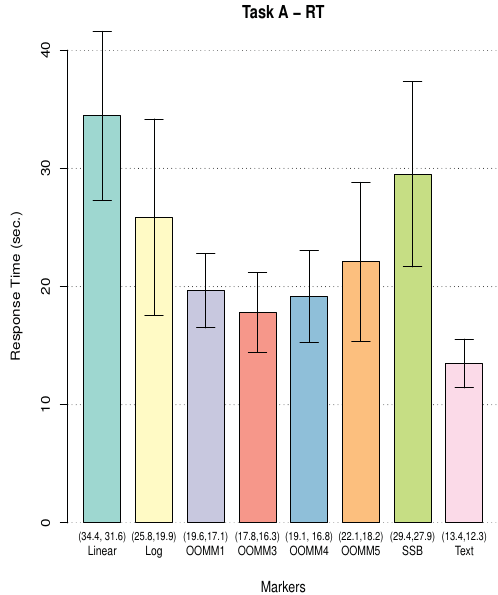 Task A – RT
Response Time (sec.)
40
30
20
10
0
(34.4, 31.6) (25.8,19.9) (19.6,17.1) (17.8,16.3) (19.1, 16.8) (22.1,18.2) (29.4,27.9) (13.4,12.3)
Linear Log OOMM1 OOMM3 OOMM4 OOMM5 SSB Text
Markers